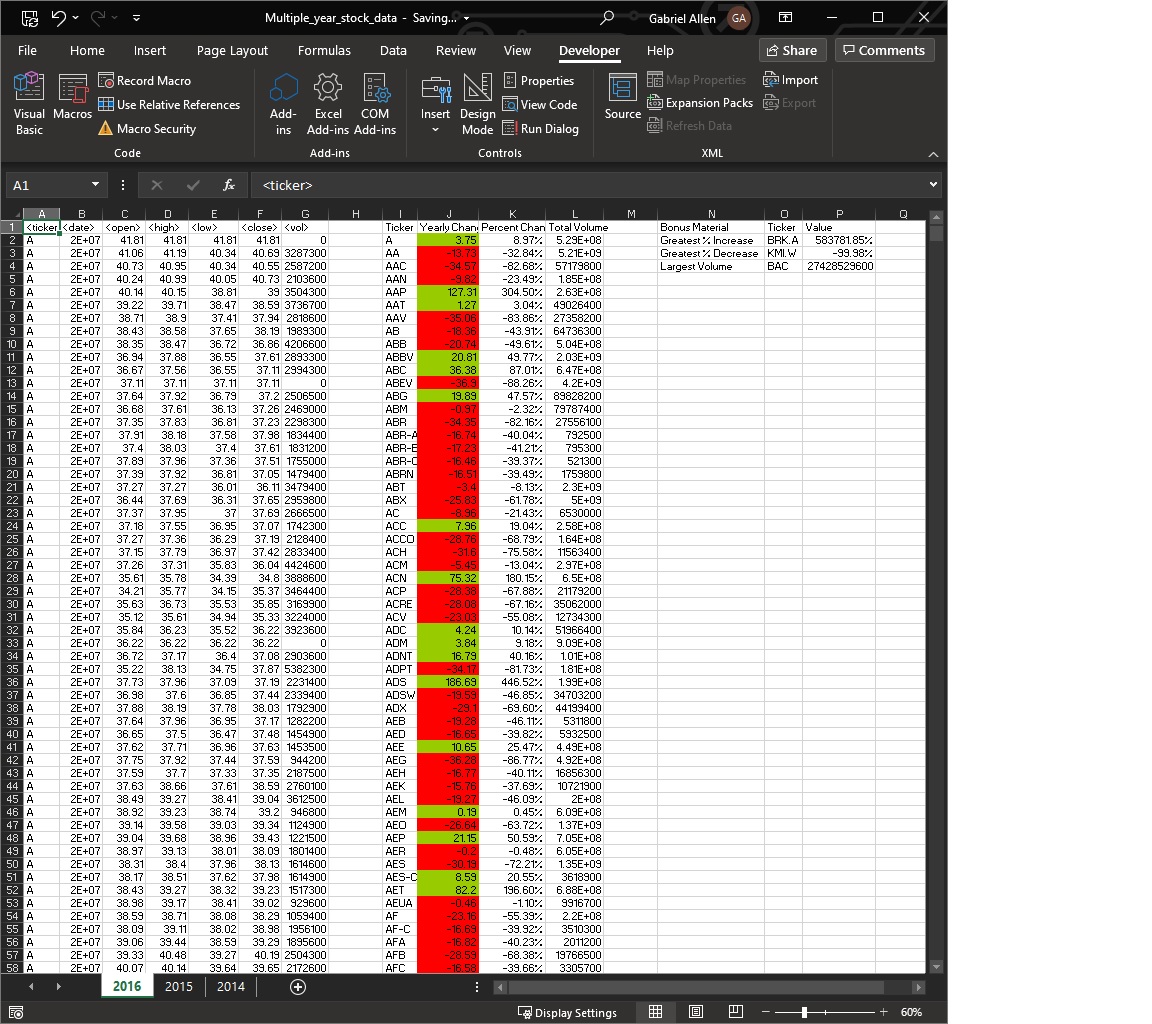 Multiple_year_stock_data - Saving... Gabriel Allen GA
File Home Insert Page Layout Formulas Data Review View Developer Help Share Comments
Visual Basic Macros Record Macro Use Relative References Macro Security Add-ins Excel Add-ins COM Add-ins Insert Design Mode Properties View Code Run Dialog Source Map Properties Expansion Packs Refresh Data Import Export
Code Add-ins Controls XML
A1 fx <ticker>
A B C D E F G H I J K L M N O P Q
1 <ticker <date> <open> <high> <low> <close> <vol> Ticker Yearly Chang Percent Chan Total Volume Bonus Material Ticker Value
2 A 2E+07 41.81 41.81 41.81 41.81 0 A 3.75 8.97% 5.29E+08 Greatest % Increase BRK.A 583781.85%
3 A 2E+07 41.06 41.19 40.34 40.69 3287300 AA -13.73 -32.84% 5.21E+09 Greatest % Decrease KMI.W -99.98%
4 A 2E+07 40.73 40.95 40.34 40.55 2587200 AAC -34.57 -82.68% 57179800 Largest Volume BAC 27428529600
5 A 2E+07 40.24 40.99 40.05 40.73 2103600 AAN -9.82 -23.49% 1.85E+08
6 A 2E+07 40.14 40.15 38.81 39 3504300 AAP 127.31 304.50% 2.63E+08
7 A 2E+07 39.22 39.71 38.47 38.59 3736700 AAT 1.27 3.04% 49026400
8 A 2E+07 38.71 38.9 37.41 37.94 2818600 AAV -35.06 -83.86% 27358200
9 A 2E+07 38.43 38.58 37.65 38.19 1989300 AB -18.36 -43.91% 64736300
10 A 2E+07 38.35 38.47 36.72 36.86 4206600 ABB -20.74 -49.61% 5.04E+08
11 A 2E+07 36.94 37.88 36.55 37.61 2893300 ABBV 20.81 49.77% 2.03E+09
12 A 2E+07 36.67 37.56 36.55 37.11 2994300 ABC 36.38 87.01% 6.47E+08
13 A 2E+07 37.11 37.11 37.11 37.11 0 ABEV -36.9 -88.26% 4.2E+09
14 A 2E+07 37.64 37.92 36.79 37.2 2506500 ABG 19.89 47.57% 89828200
15 A 2E+07 36.68 37.61 36.13 37.26 2469000 ABM -0.97 -2.32% 79787400
16 A 2E+07 37.35 37.83 36.81 37.23 2298300 ABR -34.35 -82.16% 27556100
17 A 2E+07 37.91 38.18 37.58 37.98 1834400 ABR-A -16.74 -40.04% 792500
18 A 2E+07 37.4 38.03 37.4 37.61 1831200 ABR-B -17.23 -41.21% 795300
19 A 2E+07 37.89 37.96 37.36 37.51 1755000 ABR-C -16.46 -39.37% 521300
20 A 2E+07 37.39 37.92 36.81 37.05 1479400 ABRN -16.51 -39.49% 1759800
21 A 2E+07 37.27 37.27 36.01 36.11 3479400 ABT -3.4 -8.13% 2.3E+09
22 A 2E+07 36.44 37.69 36.31 37.65 2959800 ABX -25.83 -61.78% 5E+09
23 A 2E+07 37.37 37.95 37 37.69 2666500 AC -8.96 -21.43% 6530000
24 A 2E+07 37.18 37.55 36.95 37.07 1742300 ACC 7.96 19.04% 2.58E+08
25 A 2E+07 37.27 37.36 36.29 37.19 2128400 ACCO -28.76 -68.79% 1.64E+08
26 A 2E+07 37.15 37.79 36.97 37.42 2833400 ACH -31.6 -75.58% 11563400
27 A 2E+07 37.26 37.31 35.83 36.04 4424600 ACM -5.45 -13.04% 2.97E+08
28 A 2E+07 35.61 35.78 34.39 34.8 3888600 ACN 75.32 180.15% 6.5E+08
29 A 2E+07 34.21 35.77 34.15 35.37 3464400 ACP -28.38 -67.88% 21179200
30 A 2E+07 35.63 36.73 35.53 35.85 3169900 ACRE -28.08 -67.16% 35062000
31 A 2E+07 35.12 35.61 34.94 35.33 3224000 ACV -23.03 -55.08% 12734300
32 A 2E+07 35.84 36.23 35.52 36.22 3923600 ADC 4.24 10.14% 51966400
33 A 2E+07 36.22 36.22 36.22 36.22 0 ADM 3.84 9.18% 9.09E+08
34 A 2E+07 36.72 37.17 36.4 37.08 2903600 ADNT 16.79 40.16% 1.01E+08
35 A 2E+07 35.22 38.13 34.75 37.87 5382300 ADPT -34.17 -81.73% 1.81E+08
36 A 2E+07 37.73 37.96 37.09 37.19 2231400 ADS 186.69 446.52% 1.99E+08
37 A 2E+07 36.98 37.6 36.85 37.44 2339400 ADSW -19.59 -46.85% 34703200
38 A 2E+07 37.88 38.19 37.78 38.03 1792900 ADX -29.1 -69.60% 44199400
39 A 2E+07 37.64 37.96 36.95 37.17 1282200 AEB -19.28 -46.11% 5311800
40 A 2E+07 36.65 37.5 36.47 37.48 1454900 AED -16.65 -39.82% 5932500
41 A 2E+07 37.62 37.71 36.96 37.63 1453500 AEE 10.65 25.47% 4.49E+08
42 A 2E+07 37.75 37.92 37.44 37.59 944200 AEG -36.28 -86.77% 4.92E+08
43 A 2E+07 37.59 37.7 37.33 37.35 2187500 AEH -16.77 -40.11% 16856300
44 A 2E+07 37.63 38.66 37.61 38.59 2760100 AEK -15.76 -37.69% 10721900
45 A 2E+07 38.49 39.27 38.41 39.04 3612500 AEL -19.27 -46.09% 2E+08
46 A 2E+07 38.92 39.23 38.74 39.2 946800 AEM 0.19 0.45% 6.09E+08
47 A 2E+07 39.14 39.58 39.03 39.34 1124900 AEO -26.64 -63.72% 1.37E+09
48 A 2E+07 39.04 39.68 38.96 39.43 1221500 AEP 21.15 50.59% 7.05E+08
49 A 2E+07 38.97 39.13 38.01 38.09 1801400 AER -0.2 -0.48% 6.05E+08
50 A 2E+07 38.31 38.4 37.96 38.13 1614600 AES -30.19 -72.21% 1.35E+09
51 A 2E+07 38.17 38.51 37.62 37.98 1614900 AES-C 8.59 20.55% 3618900
52 A 2E+07 38.43 39.27 38.32 39.23 1517300 AET 82.2 196.60% 6.88E+08
53 A 2E+07 38.98 39.17 38.41 39.02 929600 AEUA -0.46 -1.10% 9916700
54 A 2E+07 38.59 38.71 38.08 38.29 1059400 AF -23.16 -55.39% 2.2E+08
55 A 2E+07 38.09 39.11 38.02 38.98 1956100 AF-C -16.69 -39.92% 3510300
56 A 2E+07 39.06 39.44 38.59 39.29 1895600 AFA -16.82 -40.23% 2011200
57 A 2E+07 39.33 40.48 39.27 40.19 2504300 AFB -28.59 -68.38% 19766500
58 A 2E+07 40.07 40.14 39.64 39.65 2172600 AFC -16.58 -39.66% 3305700
2016 2015 2014
Display Settings 60%